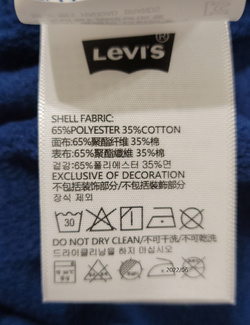 Levi's
®
SHELL FABRIC:
65%POLYESTER 35%COTTON
面布:65%聚酯纤维 35%棉
表布:65%聚酯纖維 35%棉
겉감:65%폴리에스터 35%면
EXCLUSIVE OF DECORATION
不包括装饰部分/不包括裝飾部分
장식 제외
30
DO NOT DRY CLEAN/不可干洗/不可乾洗
드라이클리닝을 하지 마십시오